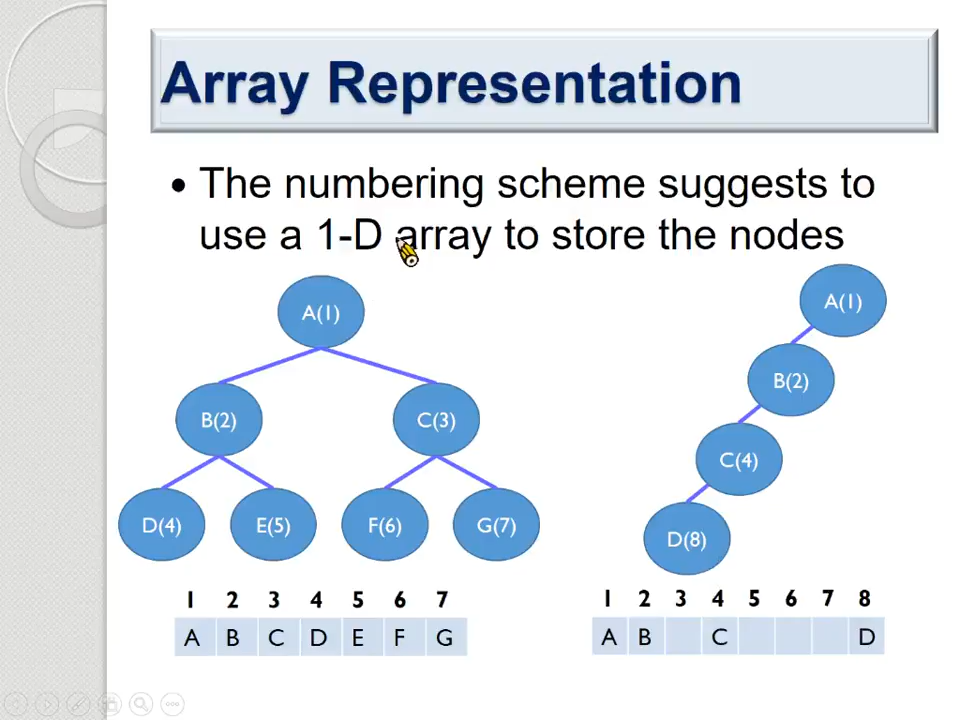 Array Representation
• The numbering scheme suggests to
use a 1-D array to store the nodes
A(1)
B(2) C(3)
D(4) E(5) F(6) G(7)
1 2 3 4 5 6 7
A B C D E F G
A(1)
B(2)
C(4)
D(8)
1 2 3 4 5 6 7 8
A B C D